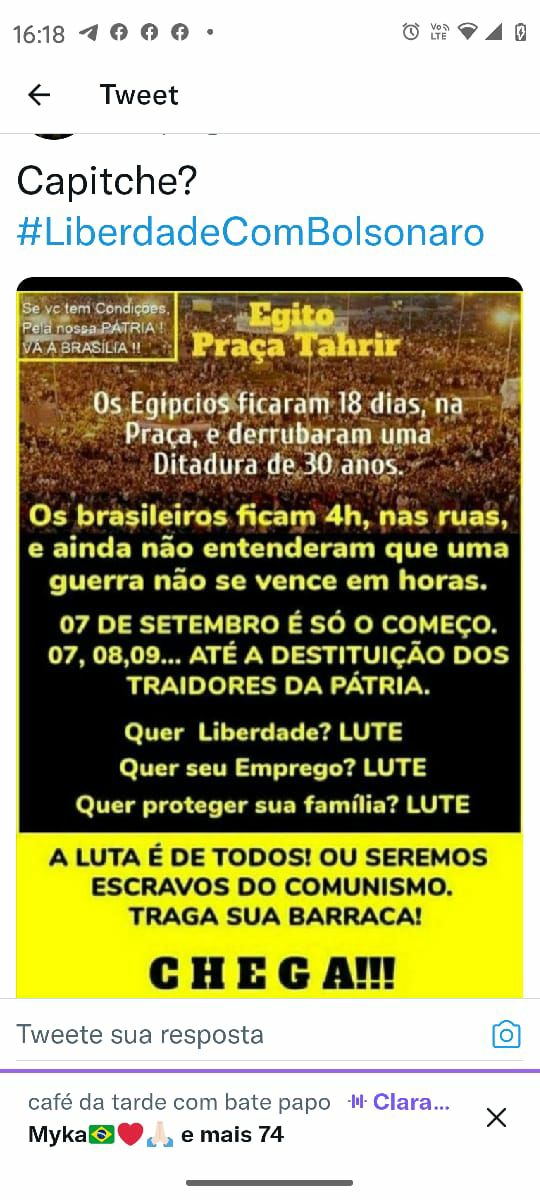 16:18
Vo)) LTE
Tweet
Capitche?
#LiberdadeComBolsonaro
Se vc tem Condições,
Pela nossa PÁTRIA !
VÁ A BRASÍLIA !!
Egito
Praça Tahrir
Os Egípcios ficaram 18 dias, na
Praça, e derrubaram uma
Ditadura de 30 anos.
Os brasileiros ficam 4h, nas ruas,
e ainda não entenderam que uma
guerra não se vence em horas.
07 DE SETEMBRO É SÓ O COMEÇO.
07, 08,09... ATÉ A DESTITUIÇÃO DOS
TRAIDORES DA PÁTRIA.
Quer Liberdade? LUTE
Quer seu Emprego? LUTE
Quer proteger sua família? LUTE
A LUTA É DE TODOS! OU SEREMOS
ESCRAVOS DO COMUNISMO.
TRAGA SUA BARRACA!
C H E G A!!!
Tweete sua resposta
café da tarde com bate papo Clara...
Myka🇧🇷❤️🙏🏻 e mais 74